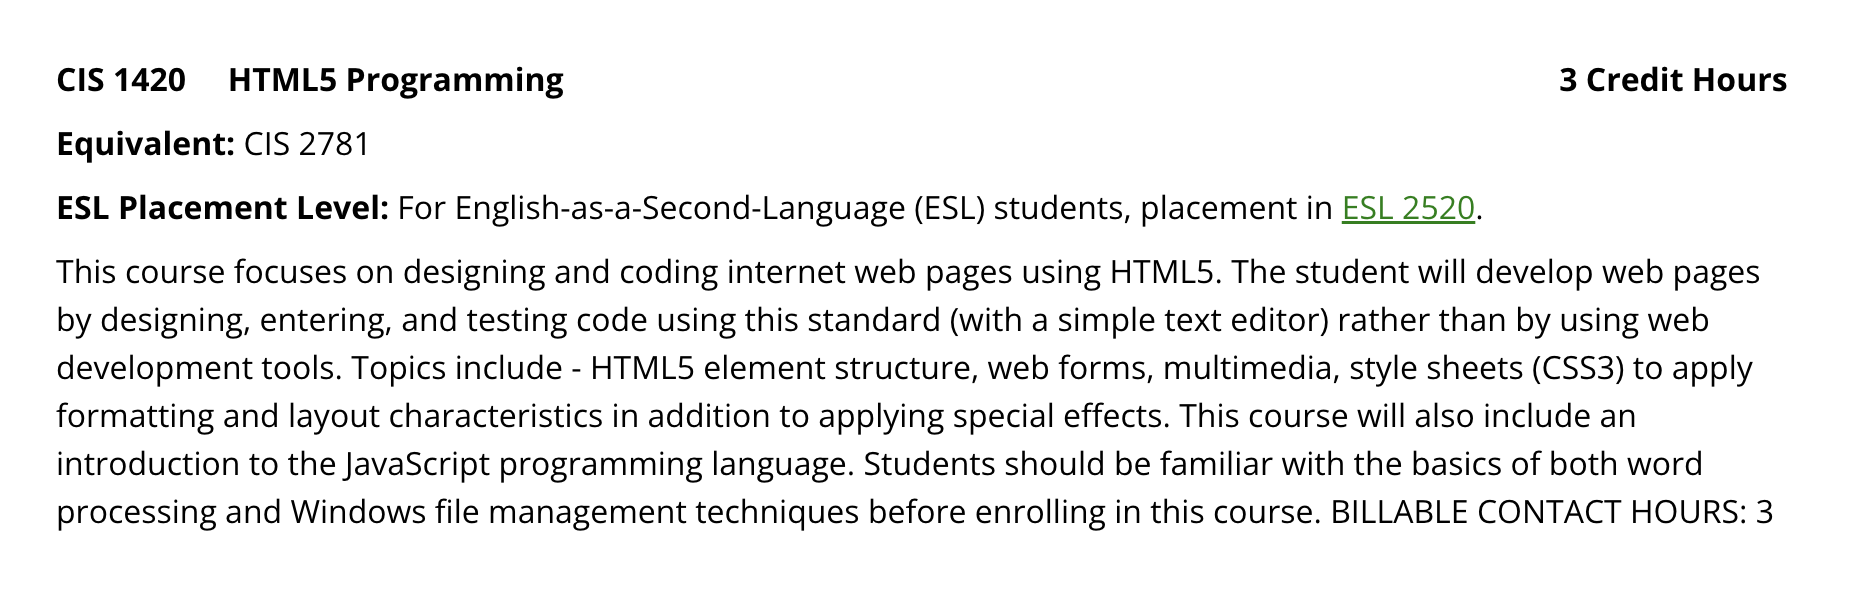 CIS 1420 HTML5 Programming 3 Credit Hours
Equivalent: CIS 2781
ESL Placement Level: For English-as-a-Second-Language (ESL) students, placement in ESL 2520.
This course focuses on designing and coding internet web pages using HTML5. The student will develop web pages
by designing, entering, and testing code using this standard (with a simple text editor) rather than by using web
development tools. Topics include - HTML5 element structure, web forms, multimedia, style sheets (CSS3) to apply
formatting and layout characteristics in addition to applying special effects. This course will also include an
introduction to the JavaScript programming language. Students should be familiar with the basics of both word
processing and Windows file management techniques before enrolling in this course. BILLABLE CONTACT HOURS: 3